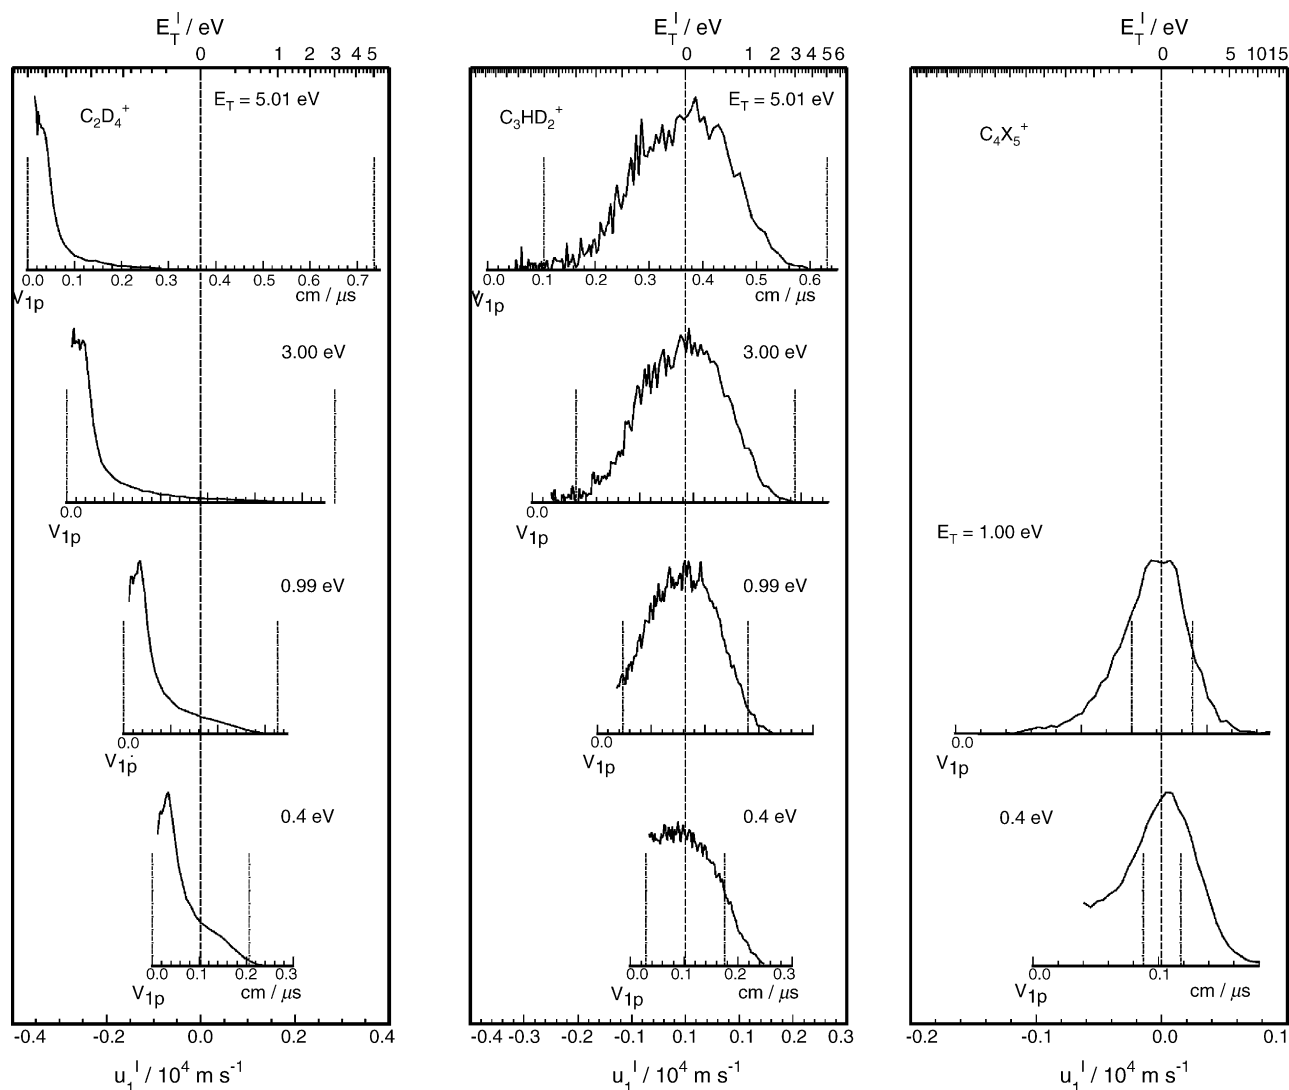 E_T^I / eV
0 1 2 3 4 5
C2D4+
E_T = 5.01 eV
0.0 0.1 0.2 0.3 0.4 0.5 0.6 0.7
V1p
cm / μs
3.00 eV
0.0
V1p
0.99 eV
0.0
V1p
0.4 eV
0.0 0.1 0.2 0.3
V1p
cm / μs
-0.4 -0.2 0.0 0.2 0.4
u_1^I / 10^4 m s^-1
E_T^I / eV
0 1 2 3 4 5 6
C3HD2+
E_T = 5.01 eV
0.0 0.1 0.2 0.3 0.4 0.5 0.6
V1p
cm / μs
3.00 eV
0.0
V1p
0.99 eV
0.0
V1p
0.4 eV
0.0 0.1 0.2 0.3
V1p
cm / μs
-0.4 -0.3 -0.2 -0.1 0.1 0.1 0.2 0.3
u_1^I / 10^4 m s^-1
E_T^I / eV
0 5 10 15
C4X5+
E_T = 1.00 eV
0.0
V1p
0.4 eV
0.0 0.1
V1p
cm / μs
-0.2 -0.1 0.0 0.1
u_1^I / 10^4 m s^-1